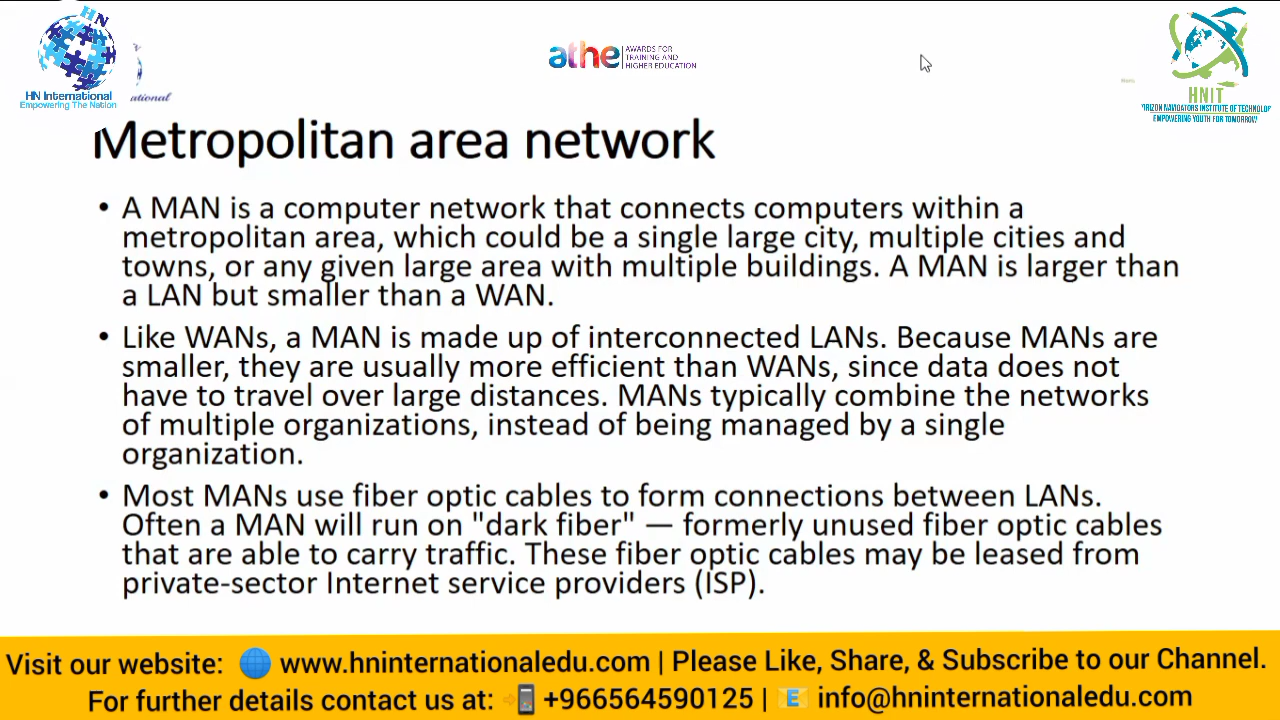 HN
HN International
Empowering The Nation
ational
athe AWARDS FOR
TRAINING AND
HIGHER EDUCATION
HNIT
EMPOWERING YOUTH FOR TOMORROW
Metropolitan area network
• A MAN is a computer network that connects computers within a
metropolitan area, which could be a single large city, multiple cities and
towns, or any given large area with multiple buildings. A MAN is larger than
a LAN but smaller than a WAN.
• Like WANs, a MAN is made up of interconnected LANs. Because MANs are
smaller, they are usually more efficient than WANs, since data does not
have to travel over large distances. MANs typically combine the networks
of multiple organizations, instead of being managed by a single
organization.
• Most MANs use fiber optic cables to form connections between LANs.
Often a MAN will run on "dark fiber" — formerly unused fiber optic cables
that are able to carry traffic. These fiber optic cables may be leased from
private-sector Internet service providers (ISP).
Visit our website: www.hninternationaledu.com | Please Like, Share, & Subscribe to our Channel.
For further details contact us at: +966564590125 | info@hninternationaledu.com